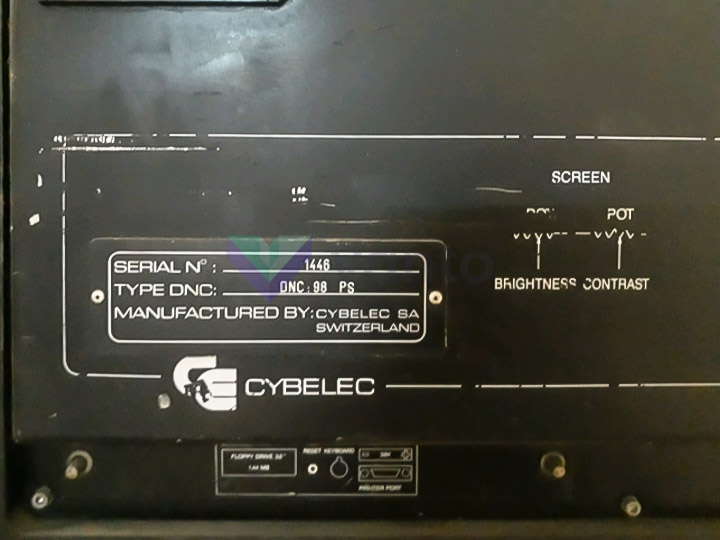 SCREEN
POT
BRIGHTNESS CONTRAST
SERIAL N° : 1446
TYPE DNC: DNC 98 PS
MANUFACTURED BY: CYBELEC SA
SWITZERLAND
CYBELEC
RESET KEYBOARD
FLOPPY DRIVE
PRINTER PORT